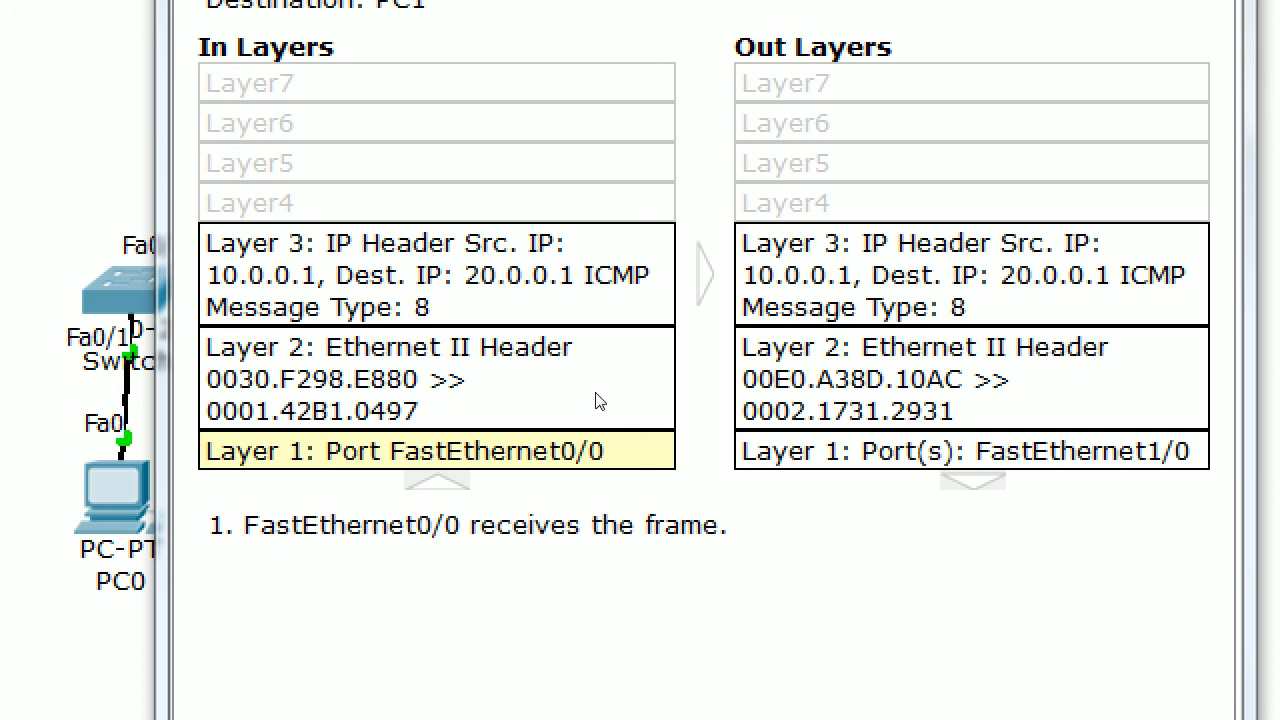 Destination: PC1
In Layers
Layer7
Layer6
Layer5
Layer4
Layer 3: IP Header Src. IP:
10.0.0.1, Dest. IP: 20.0.0.1 ICMP
Message Type: 8
Layer 2: Ethernet II Header
0030.F298.E880 >>
0001.42B1.0497
Layer 1: Port FastEthernet0/0
Out Layers
Layer7
Layer6
Layer5
Layer4
Layer 3: IP Header Src. IP:
10.0.0.1, Dest. IP: 20.0.0.1 ICMP
Message Type: 8
Layer 2: Ethernet II Header
00E0.A38D.10AC >>
0002.1731.2931
Layer 1: Port(s): FastEthernet1/0
1. FastEthernet0/0 receives the frame.
Fa0
Fa0/1
Switc
Fa0
PC-PT
PC0